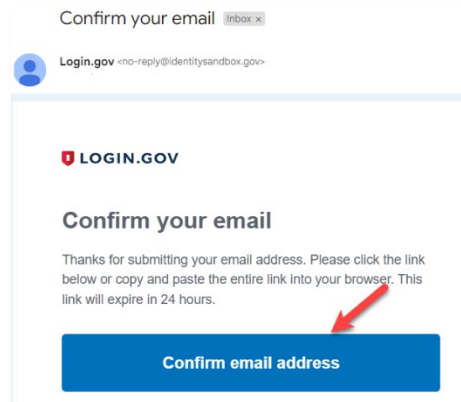 Confirm your email Inbox x
Login.gov <no-reply@identitysandbox.gov>
LOGIN.GOV
Confirm your email
Thanks for submitting your email address. Please click the link
below or copy and paste the entire link into your browser. This
link will expire in 24 hours.
Confirm email address